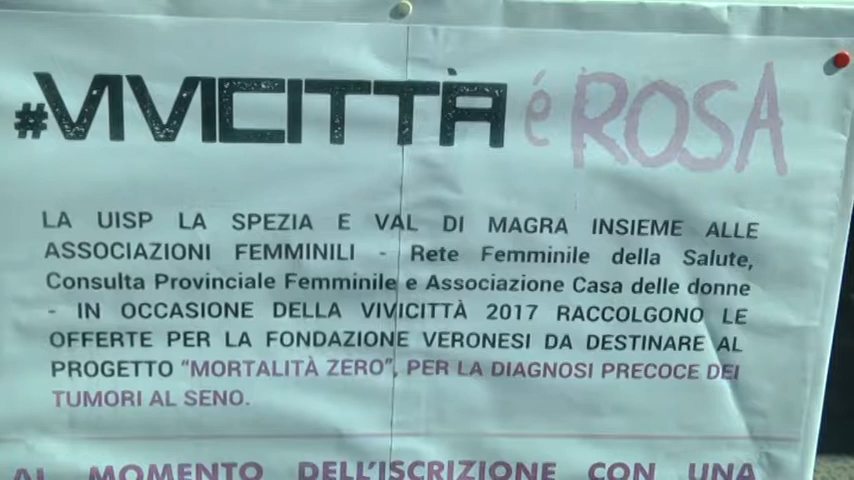 #VIVICITTÀ é ROSA
LA UISP LA SPEZIA E VAL DI MAGRA INSIEME ALLE
ASSOCIAZIONI FEMMINILI - Rete Femminile della Salute,
Consulta Provinciale Femminile e Associazione Casa delle donne
- IN OCCASIONE DELLA VIVICITTÀ 2017 RACCOLGONO LE
OFFERTE PER LA FONDAZIONE VERONESI DA DESTINARE AL
PROGETTO "MORTALITÀ ZERO", PER LA DIAGNOSI PRECOCE DEI
TUMORI AL SENO.
AL MOMENTO DELL'ISCRIZIONE CON UNA